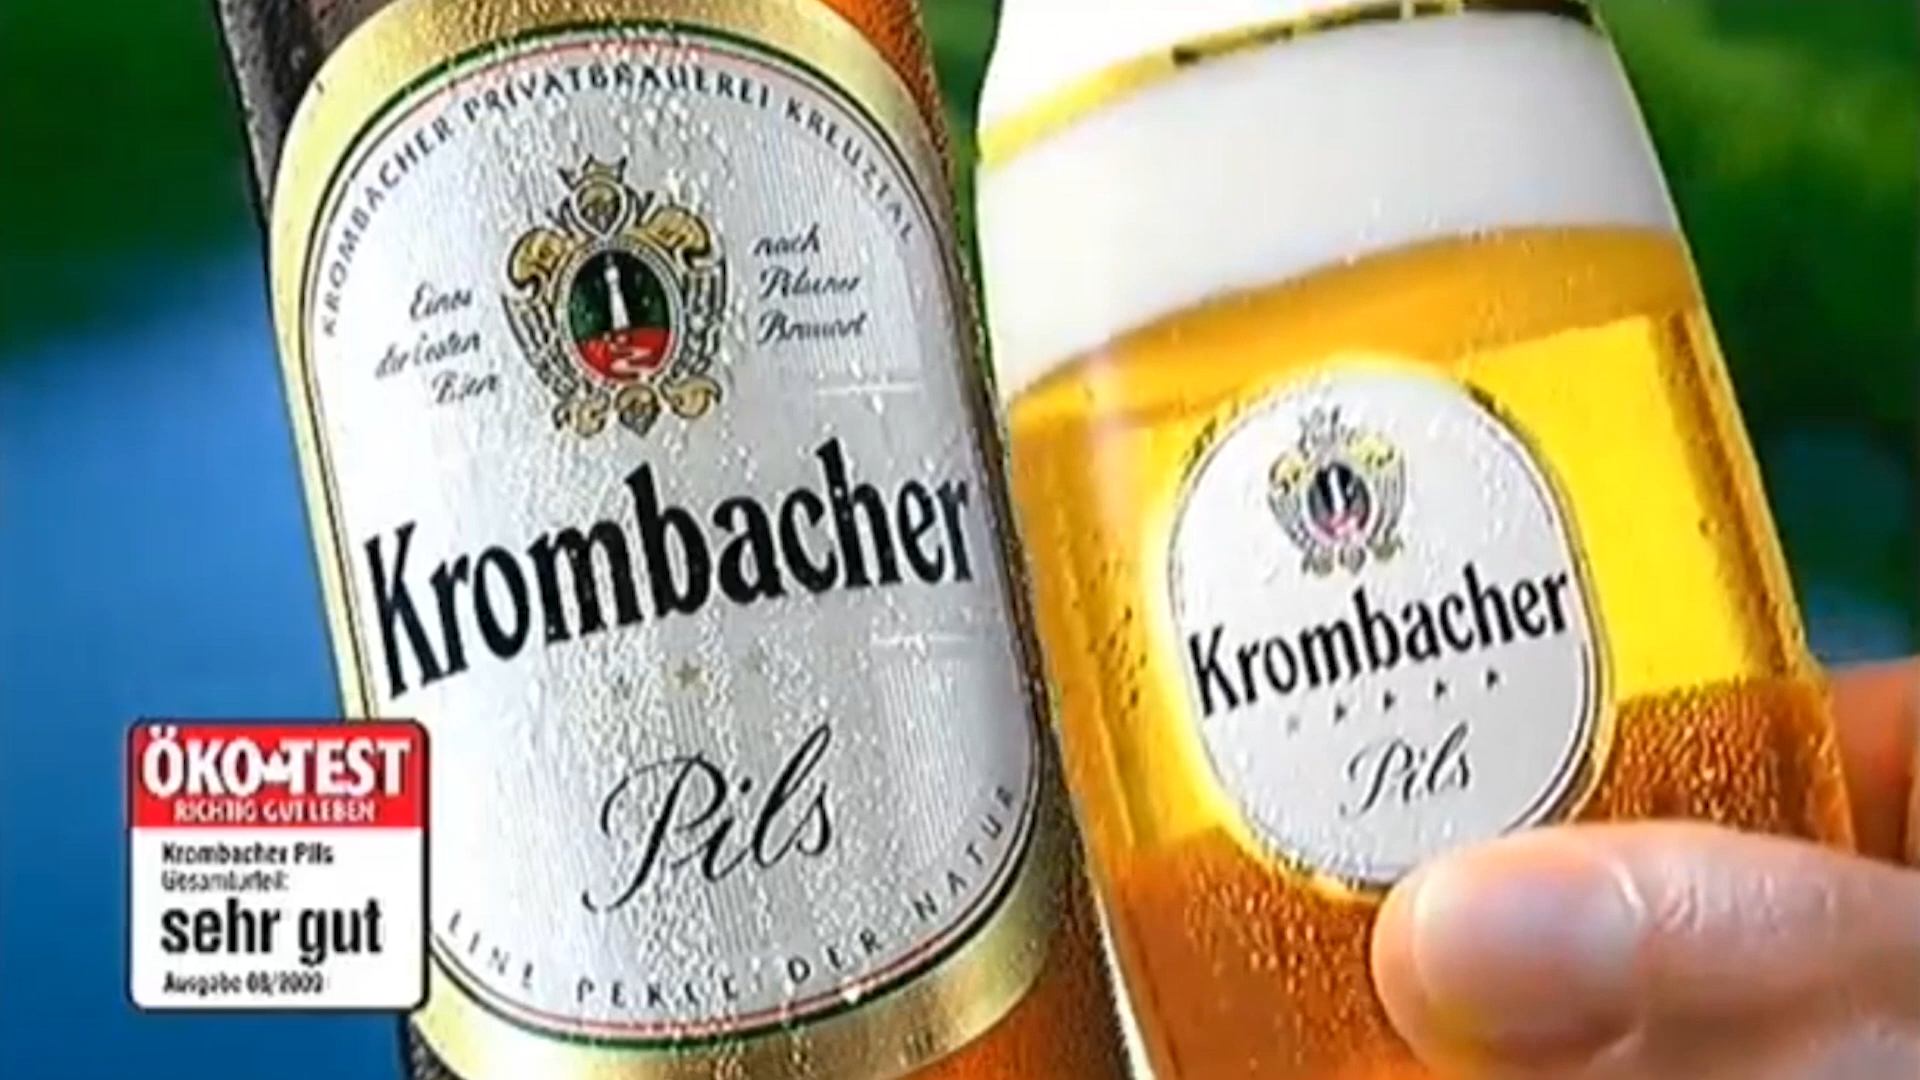 KROMBACHER PRIVATBRAUEREI KREUZTAL
Eines
der besten
Biere
nach
Pilsener
Brauart
Krombacher
Pils
EINE PERLE DER NATUR
Krombacher
Pils
ÖKO-TEST
RICHTIG GUT LEBEN
Krombacher Pils
Gesamturteil:
sehr gut
Ausgabe